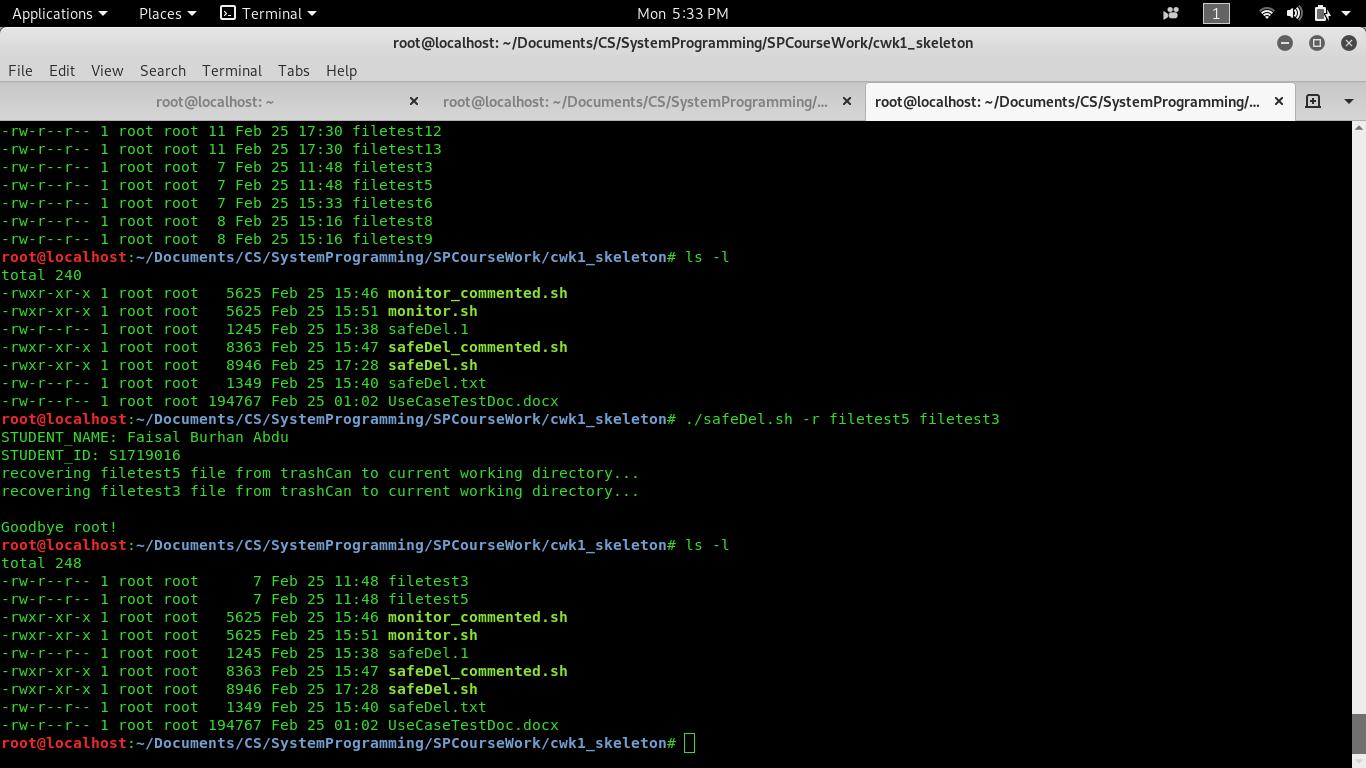 Applications Places Terminal Mon 5:33 PM 1
root@localhost: ~/Documents/CS/SystemProgramming/SPCourseWork/cwk1_skeleton
File Edit View Search Terminal Tabs Help
root@localhost: ~ root@localhost: ~/Documents/CS/SystemProgramming/... root@localhost: ~/Documents/CS/SystemProgramming/...
-rw-r--r-- 1 root root 11 Feb 25 17:30 filetest12
-rw-r--r-- 1 root root 11 Feb 25 17:30 filetest13
-rw-r--r-- 1 root root  7 Feb 25 11:48 filetest3
-rw-r--r-- 1 root root  7 Feb 25 11:48 filetest5
-rw-r--r-- 1 root root  7 Feb 25 15:33 filetest6
-rw-r--r-- 1 root root  8 Feb 25 15:16 filetest8
-rw-r--r-- 1 root root  8 Feb 25 15:16 filetest9
root@localhost:~/Documents/CS/SystemProgramming/SPCourseWork/cwk1_skeleton# ls -l
total 240
-rwxr-xr-x 1 root root   5625 Feb 25 15:46 monitor_commented.sh
-rwxr-xr-x 1 root root   5625 Feb 25 15:51 monitor.sh
-rw-r--r-- 1 root root   1245 Feb 25 15:38 safeDel.1
-rwxr-xr-x 1 root root   8363 Feb 25 15:47 safeDel_commented.sh
-rwxr-xr-x 1 root root   8946 Feb 25 17:28 safeDel.sh
-rw-r--r-- 1 root root   1349 Feb 25 15:40 safeDel.txt
-rw-r--r-- 1 root root 194767 Feb 25 01:02 UseCaseTestDoc.docx
root@localhost:~/Documents/CS/SystemProgramming/SPCourseWork/cwk1_skeleton# ./safeDel.sh -r filetest5 filetest3
STUDENT_NAME: Faisal Burhan Abdu
STUDENT_ID: S1719016
recovering filetest5 file from trashCan to current working directory...
recovering filetest3 file from trashCan to current working directory...
Goodbye root!
root@localhost:~/Documents/CS/SystemProgramming/SPCourseWork/cwk1_skeleton# ls -l
total 248
-rw-r--r-- 1 root root      7 Feb 25 11:48 filetest3
-rw-r--r-- 1 root root      7 Feb 25 11:48 filetest5
-rwxr-xr-x 1 root root   5625 Feb 25 15:46 monitor_commented.sh
-rwxr-xr-x 1 root root   5625 Feb 25 15:51 monitor.sh
-rw-r--r-- 1 root root   1245 Feb 25 15:38 safeDel.1
-rwxr-xr-x 1 root root   8363 Feb 25 15:47 safeDel_commented.sh
-rwxr-xr-x 1 root root   8946 Feb 25 17:28 safeDel.sh
-rw-r--r-- 1 root root   1349 Feb 25 15:40 safeDel.txt
-rw-r--r-- 1 root root 194767 Feb 25 01:02 UseCaseTestDoc.docx
root@localhost:~/Documents/CS/SystemProgramming/SPCourseWork/cwk1_skeleton#